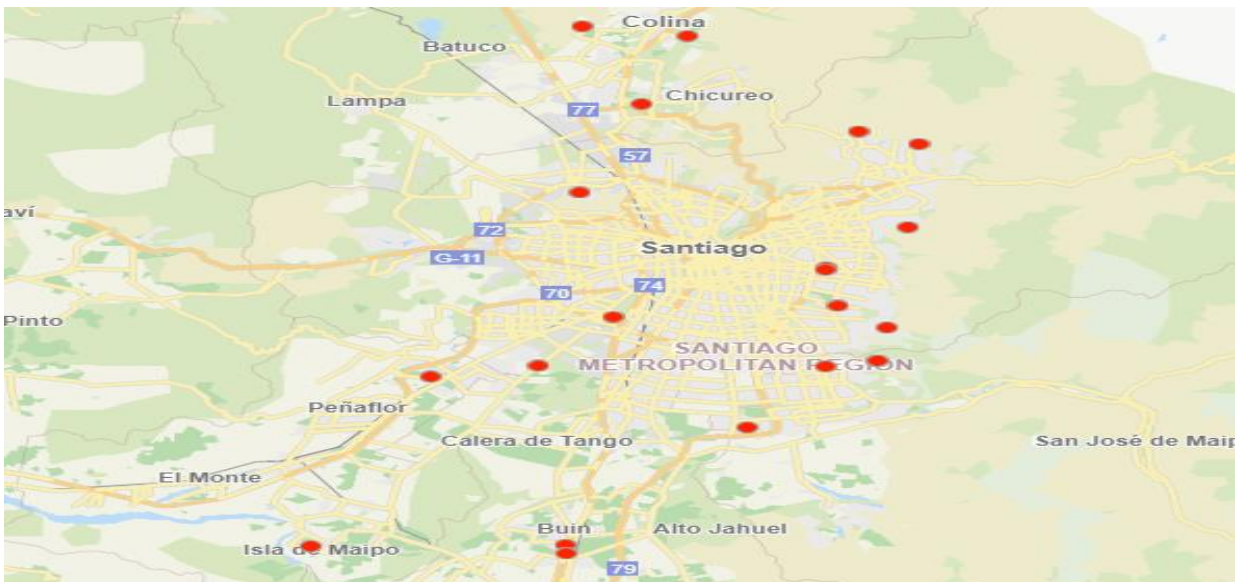 Colina
Batuco
Lampa
Chicureo
77
57
aví
72
Santiago
G-11
74
70
Pinto
SANTIAGO
METROPOLITAN REGION
Peñaflor
Calera de Tango
San José de Maip
El Monte
Buin
Alto Jahuel
Isla de Maipo
79